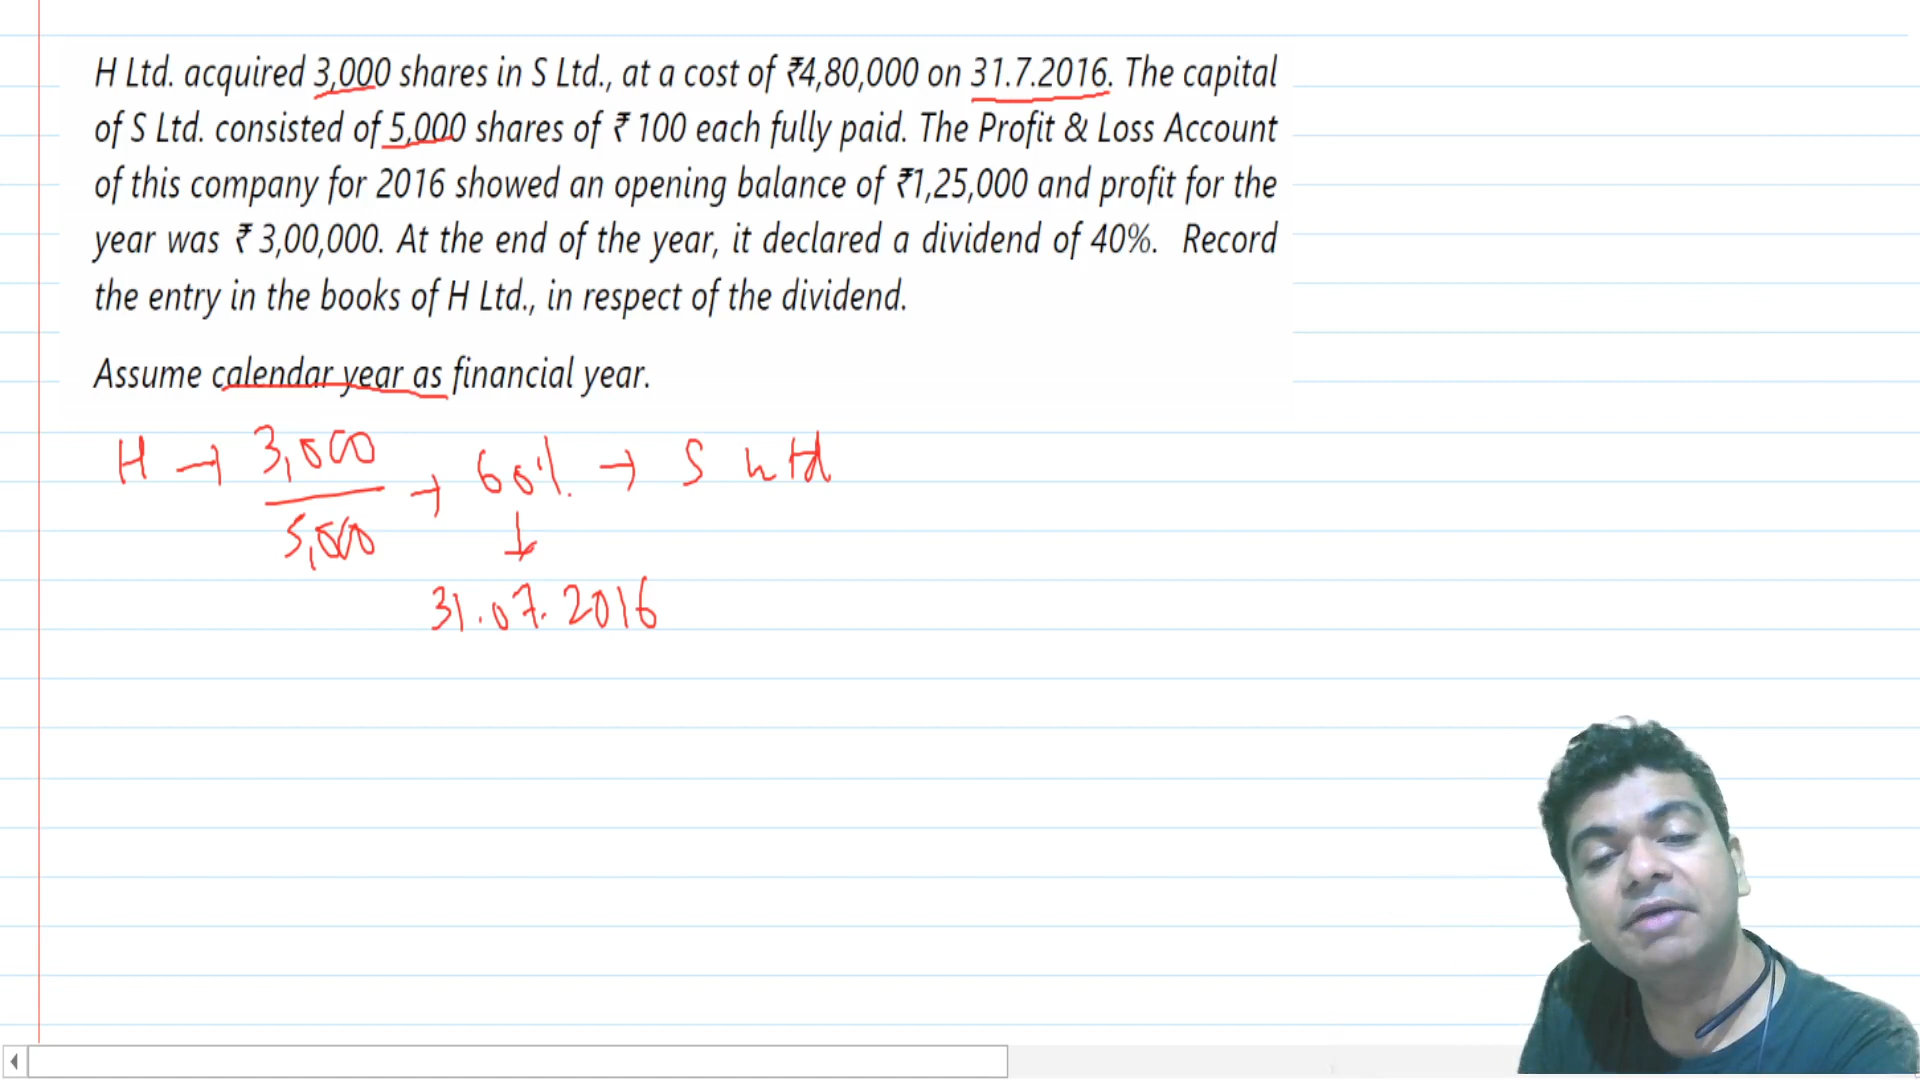 H Ltd. acquired 3,000 shares in S Ltd., at a cost of ₹4,80,000 on 31.7.2016. The capital
of S Ltd. consisted of 5,000 shares of ₹ 100 each fully paid. The Profit & Loss Account
of this company for 2016 showed an opening balance of ₹1,25,000 and profit for the
year was ₹ 3,00,000. At the end of the year, it declared a dividend of 40%. Record
the entry in the books of H Ltd., in respect of the dividend.
Assume calendar year as financial year.
H → 3,000 / 5,000 → 60% → S Ltd
↓
31.07.2016